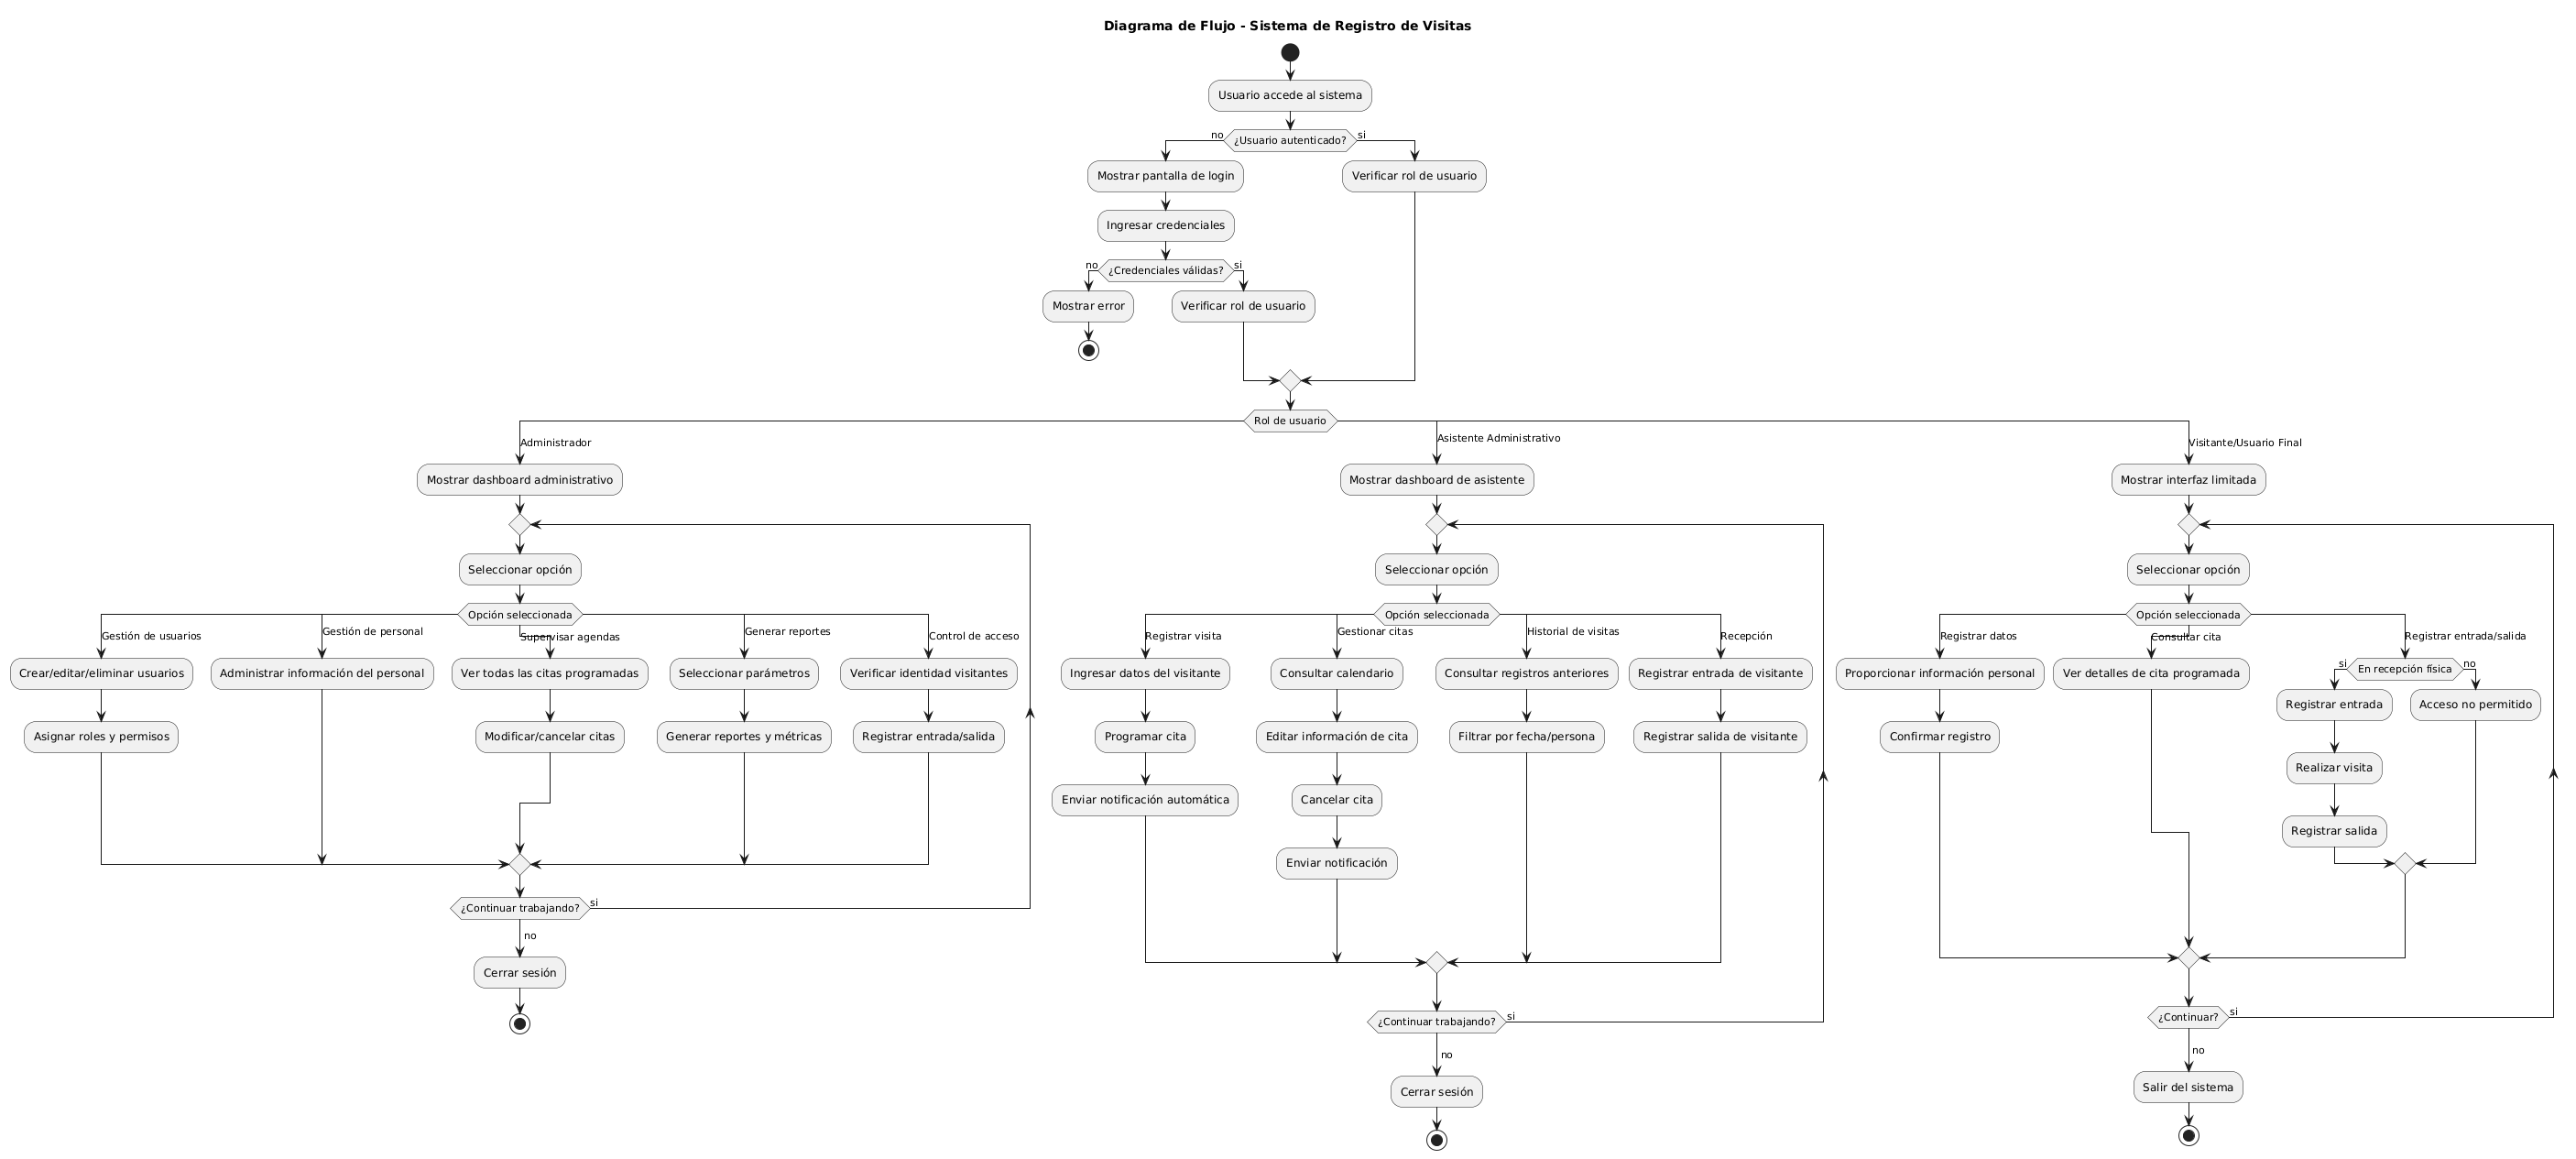 Diagrama de Flujo - Sistema de Registro de Visitas
Usuario accede al sistema
¿Usuario autenticado?
no
si
Mostrar pantalla de login
Verificar rol de usuario
Ingresar credenciales
¿Credenciales válidas?
no
si
Mostrar error
Verificar rol de usuario
Rol de usuario
Administrador
Mostrar dashboard administrativo
Seleccionar opción
Opción seleccionada
Gestión de usuarios
Crear/editar/eliminar usuarios
Asignar roles y permisos
Gestión de personal
Administrar información del personal
Supervisar agendas
Ver todas las citas programadas
Modificar/cancelar citas
Generar reportes
Seleccionar parámetros
Generar reportes y métricas
Control de acceso
Verificar identidad visitantes
Registrar entrada/salida
¿Continuar trabajando?
si
no
Cerrar sesión
Asistente Administrativo
Mostrar dashboard de asistente
Seleccionar opción
Opción seleccionada
Registrar visita
Ingresar datos del visitante
Programar cita
Enviar notificación automática
Gestionar citas
Consultar calendario
Editar información de cita
Cancelar cita
Enviar notificación
Historial de visitas
Consultar registros anteriores
Filtrar por fecha/persona
Recepción
Registrar entrada de visitante
Registrar salida de visitante
¿Continuar trabajando?
si
no
Cerrar sesión
Visitante/Usuario Final
Mostrar interfaz limitada
Seleccionar opción
Opción seleccionada
Registrar datos
Proporcionar información personal
Confirmar registro
Consultar cita
Ver detalles de cita programada
Registrar entrada/salida
En recepción física
si
no
Registrar entrada
Realizar visita
Registrar salida
Acceso no permitido
¿Continuar?
si
no
Salir del sistema